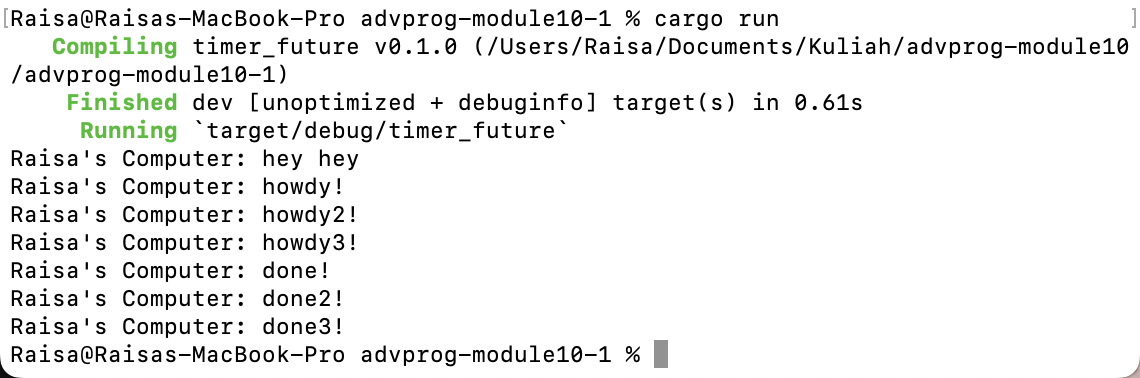 [Raisa@Raisas-MacBook-Pro advprog-module10-1 % cargo run ]
Compiling timer_future v0.1.0 (/Users/Raisa/Documents/Kuliah/advprog-module10
/advprog-module10-1)
Finished dev [unoptimized + debuginfo] target(s) in 0.61s
Running `target/debug/timer_future`
Raisa's Computer: hey hey
Raisa's Computer: howdy!
Raisa's Computer: howdy2!
Raisa's Computer: howdy3!
Raisa's Computer: done!
Raisa's Computer: done2!
Raisa's Computer: done3!
Raisa@Raisas-MacBook-Pro advprog-module10-1 %